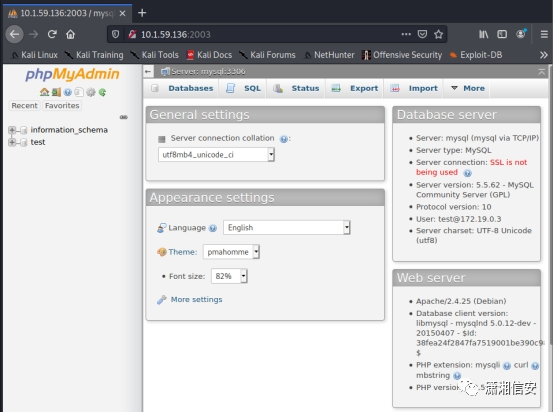 10.1.59.136:2003 / mysql
10.1.59.136:2003
Kali Linux
Kali Training
Kali Tools
Kali Docs
Kali Forums
NetHunter
Offensive Security
Exploit-DB
phpMyAdmin
Recent
Favorites
information_schema
test
Server: mysql:3306
Databases
SQL
Status
Export
Import
More
General settings
Server connection collation
:
utf8mb4_unicode_ci
Appearance settings
Language
English
Theme:
pmahomme
Font size:
82%
More settings
Database server
Server: mysql (mysql via TCP/IP)
Server type: MySQL
Server connection: SSL is not
being used
Server version: 5.5.62 - MySQL
Community Server (GPL)
Protocol version: 10
User: test@172.19.0.3
Server charset: UTF-8 Unicode
(utf8)
Web server
Apache/2.4.25 (Debian)
Database client version:
libmysql - mysqlnd 5.0.12-dev -
20150407 - $Id:
38fea24f2847fa7519001be390c98
$
PHP extension: mysqli
curl
mbstring
PHP version
潇湘信安